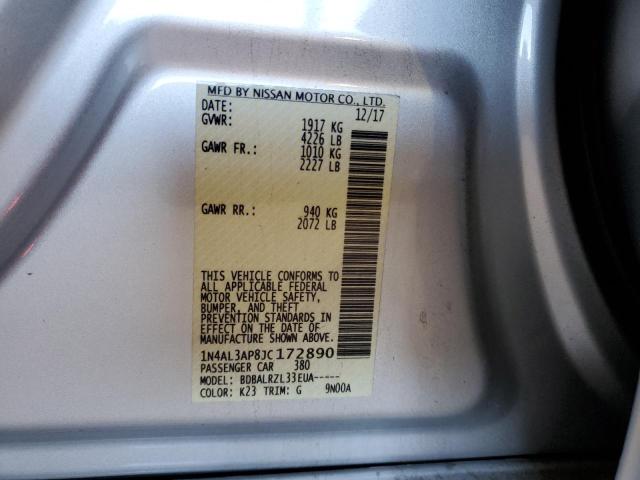 MFD BY NISSAN MOTOR CO., LTD.
DATE: 12/17
GVWR: 1917 KG
4226 LB
GAWR FR.: 1010 KG
2227 LB
GAWR RR.: 940 KG
2072 LB
THIS VEHICLE CONFORMS TO
ALL APPLICABLE FEDERAL
MOTOR VEHICLE SAFETY,
BUMPER, AND THEFT
PREVENTION STANDARDS IN
EFFECT ON THE DATE OF
MANUFACTURE SHOWN ABOVE.
1N4AL3AP8JC172890
PASSENGER CAR 380
MODEL: BDBALRZL33EUA-----
COLOR: K23 TRIM: G 9N00A